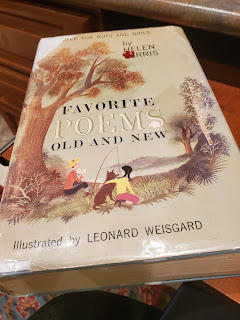 FOR BOYS AND GIRLS
by
HELEN
FAVORITE
POEMS
OLD AND NEW
Illustrated by LEONARD WEISGARD